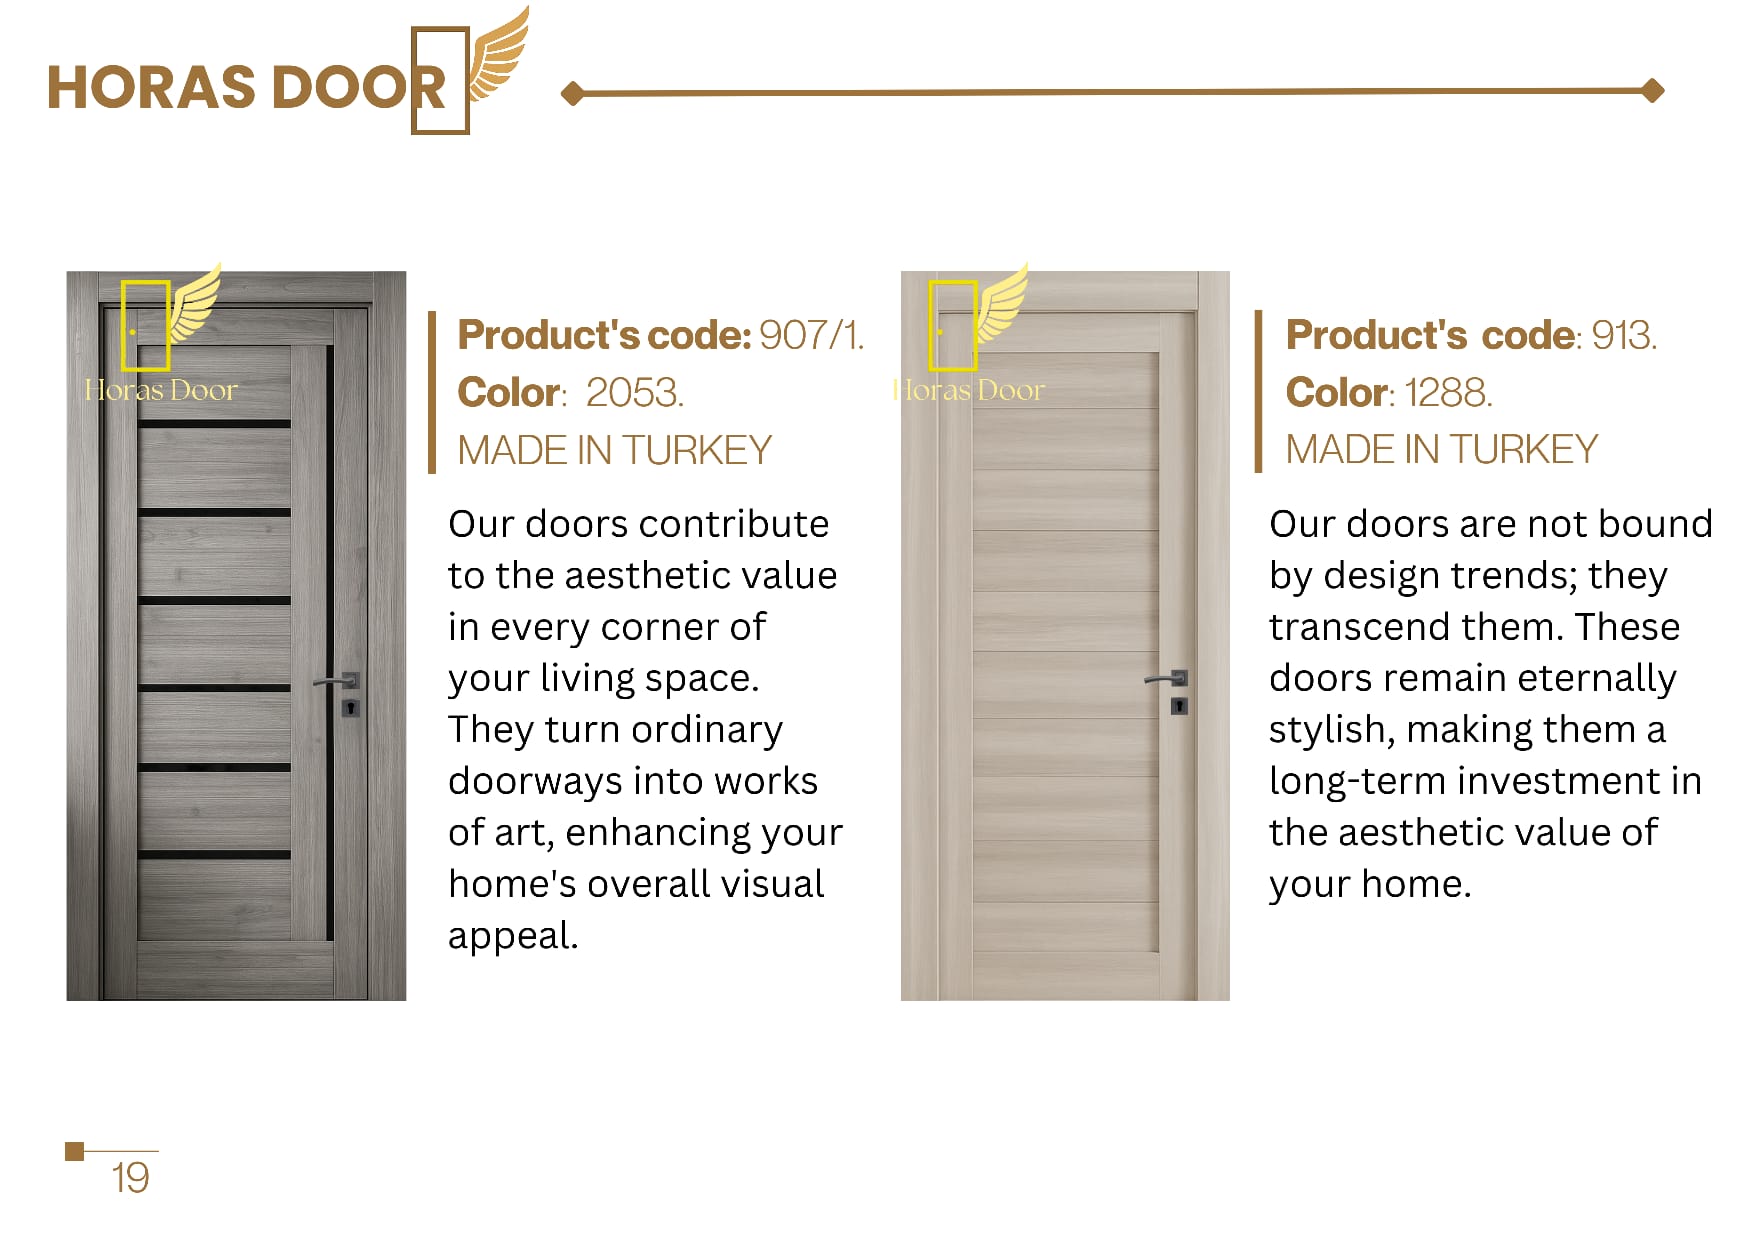 HORAS DOOR
Horas Door
Product's code: 907/1.
Color: 2053.
MADE IN TURKEY
Our doors contribute
to the aesthetic value
in every corner of
your living space.
They turn ordinary
doorways into works
of art, enhancing your
home's overall visual
appeal.
Horas Door
Product's code: 913.
Color: 1288.
MADE IN TURKEY
Our doors are not bound
by design trends; they
transcend them. These
doors remain eternally
stylish, making them a
long-term investment in
the aesthetic value of
your home.
19